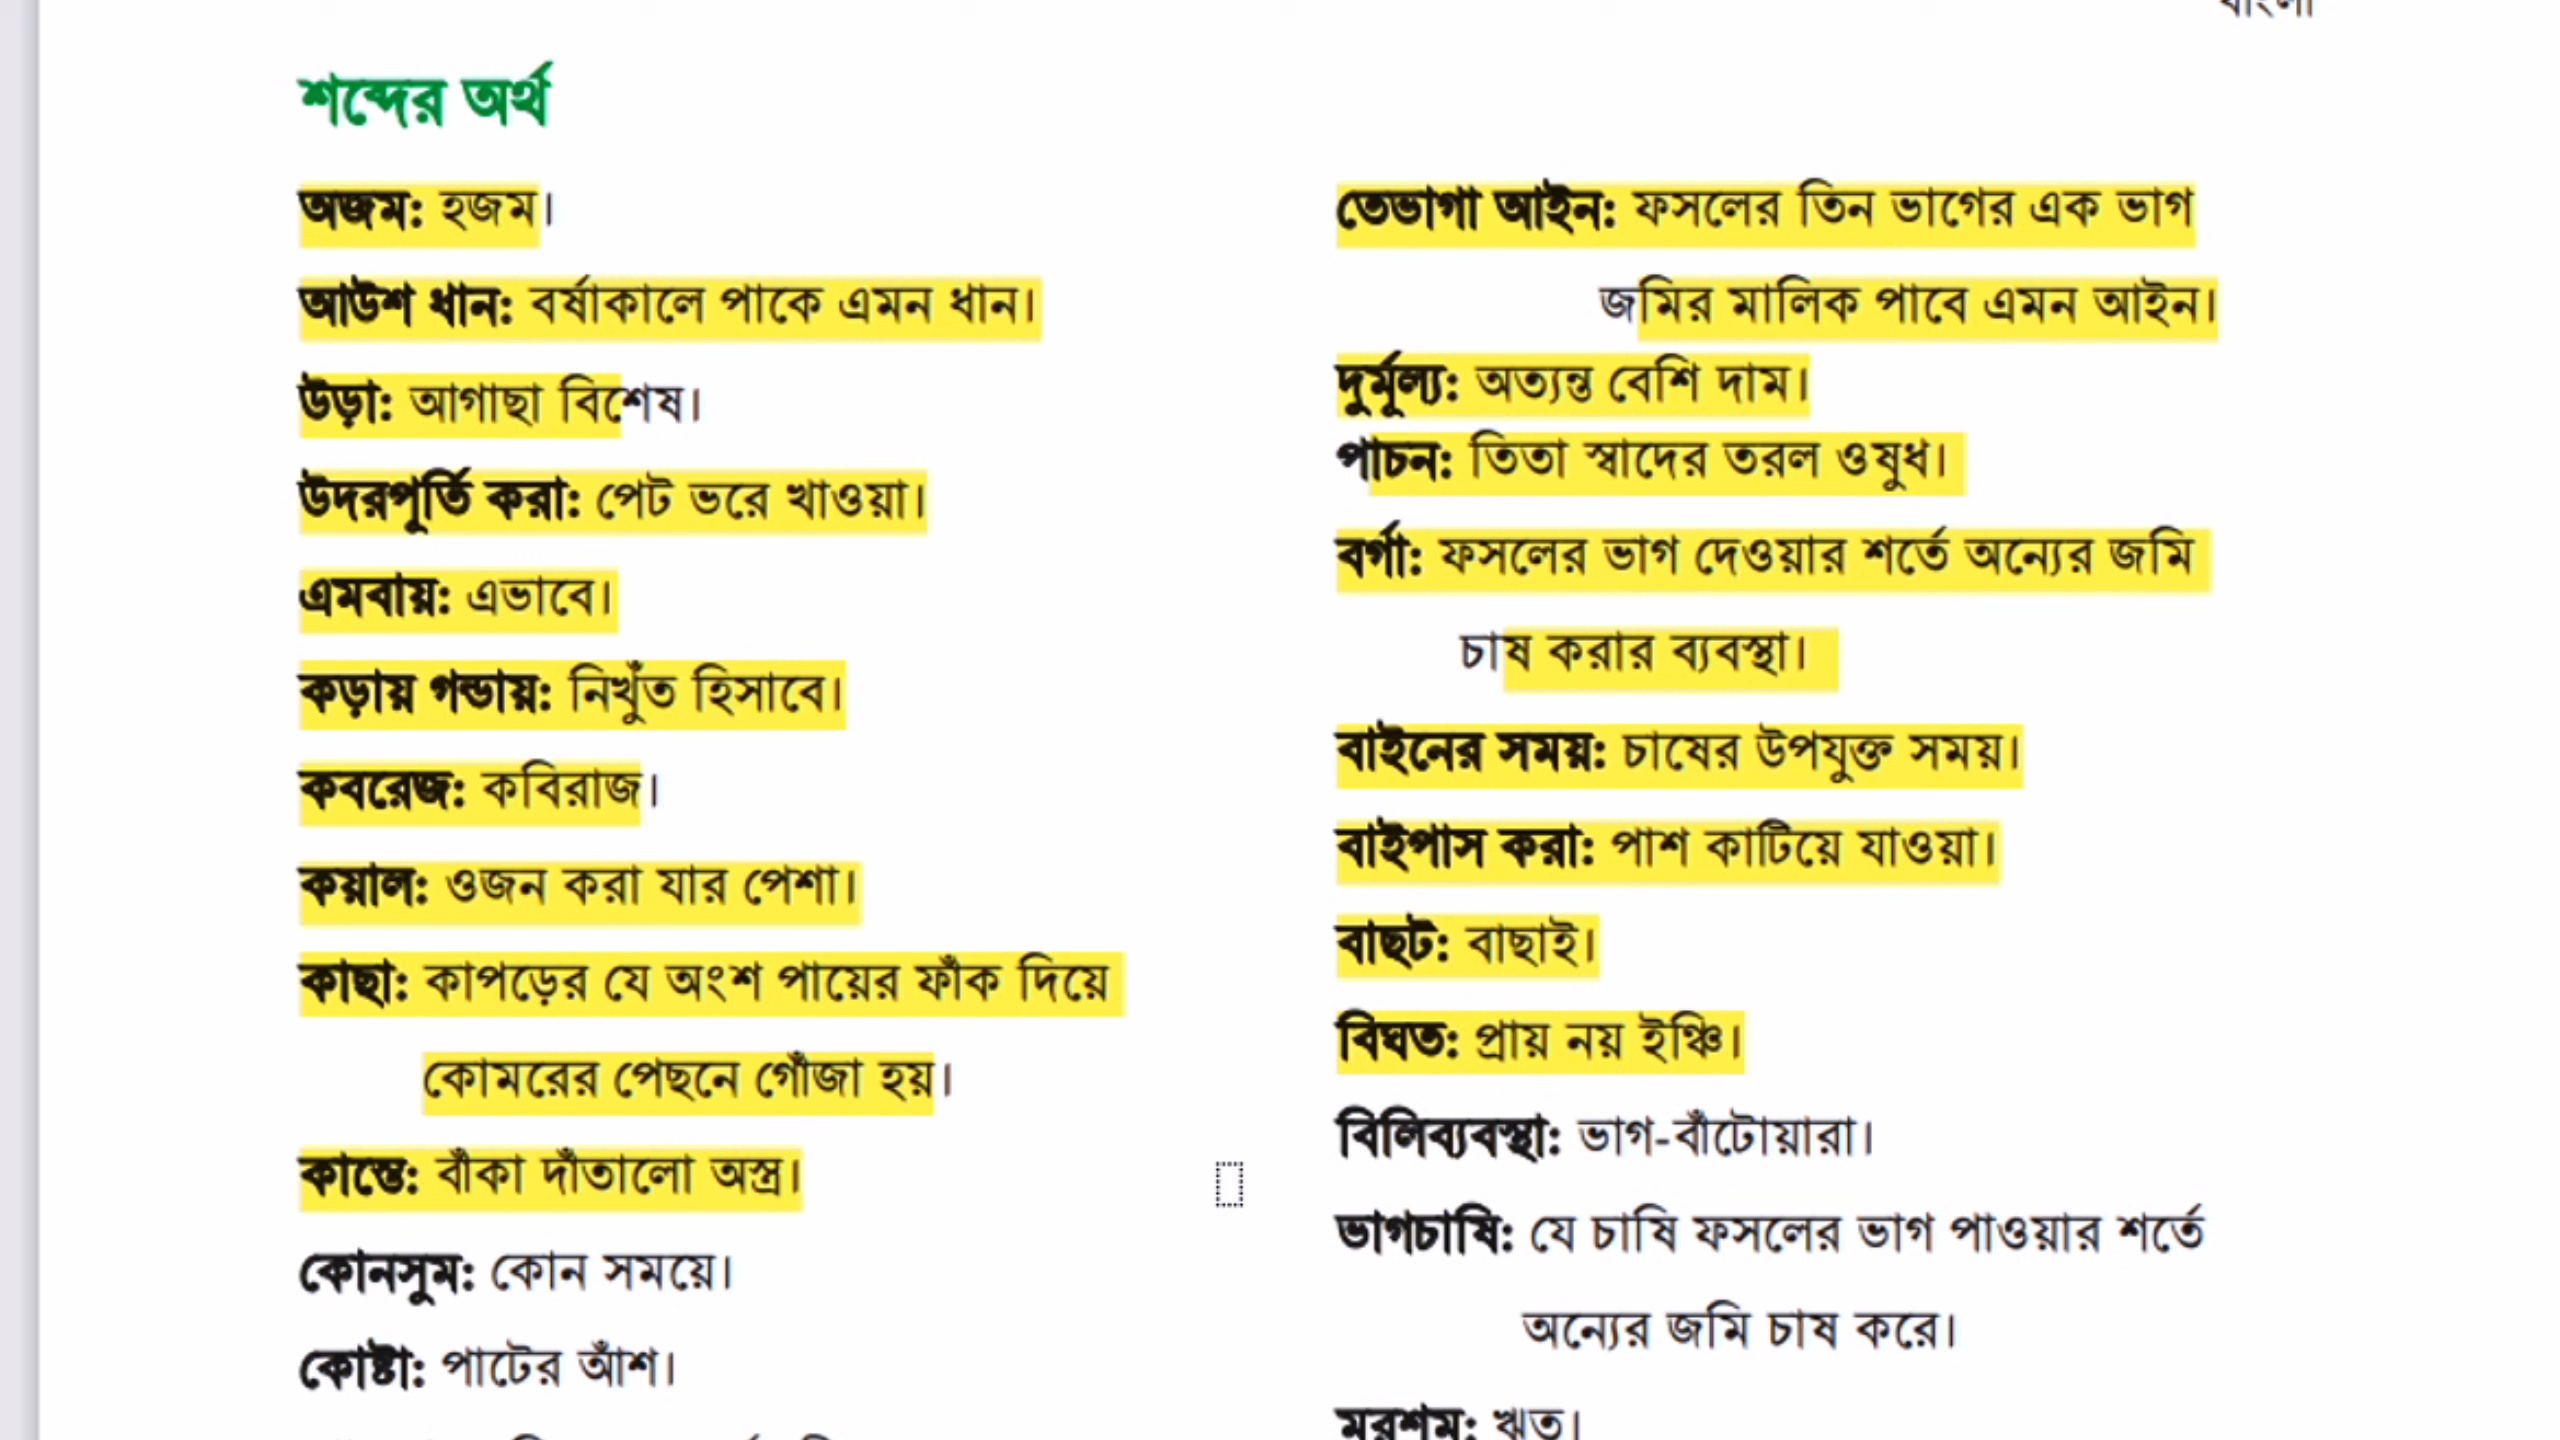 বাংলা
শব্দের অর্থ
অজম: হজম।
আউশ ধান: বর্ষাকালে পাকে এমন ধান।
উড়া: আগাছা বিশেষ।
উদরপূর্তি করা: পেট ভরে খাওয়া।
এমবায়: এভাবে।
কড়ায় গন্ডায়: নিখুঁত হিসাবে।
কবরেজ: কবিরাজ।
কয়াল: ওজন করা যার পেশা।
কাছা: কাপড়ের যে অংশ পায়ের ফাঁক দিয়ে
কোমরের পেছনে গোঁজা হয়।
কাস্তে: বাঁকা দাঁতালো অস্ত্র।
কোনসুম: কোন সময়ে।
কোষ্টা: পাটের আঁশ।
তেভাগা আইন: ফসলের তিন ভাগের এক ভাগ
জমির মালিক পাবে এমন আইন।
দুর্মূল্য: অত্যন্ত বেশি দাম।
পাচন: তিতা স্বাদের তরল ওষুধ।
বর্গা: ফসলের ভাগ দেওয়ার শর্তে অন্যের জমি
চাষ করার ব্যবস্থা।
বাইনের সময়: চাষের উপযুক্ত সময়।
বাইপাস করা: পাশ কাটিয়ে যাওয়া।
বাছট: বাছাই।
বিঘত: প্রায় নয় ইঞ্চি।
বিলিব্যবস্থা: ভাগ-বাঁটোয়ারা।
ভাগচাষি: যে চাষি ফসলের ভাগ পাওয়ার শর্তে
অন্যের জমি চাষ করে।
মরশুম: ঋতু।